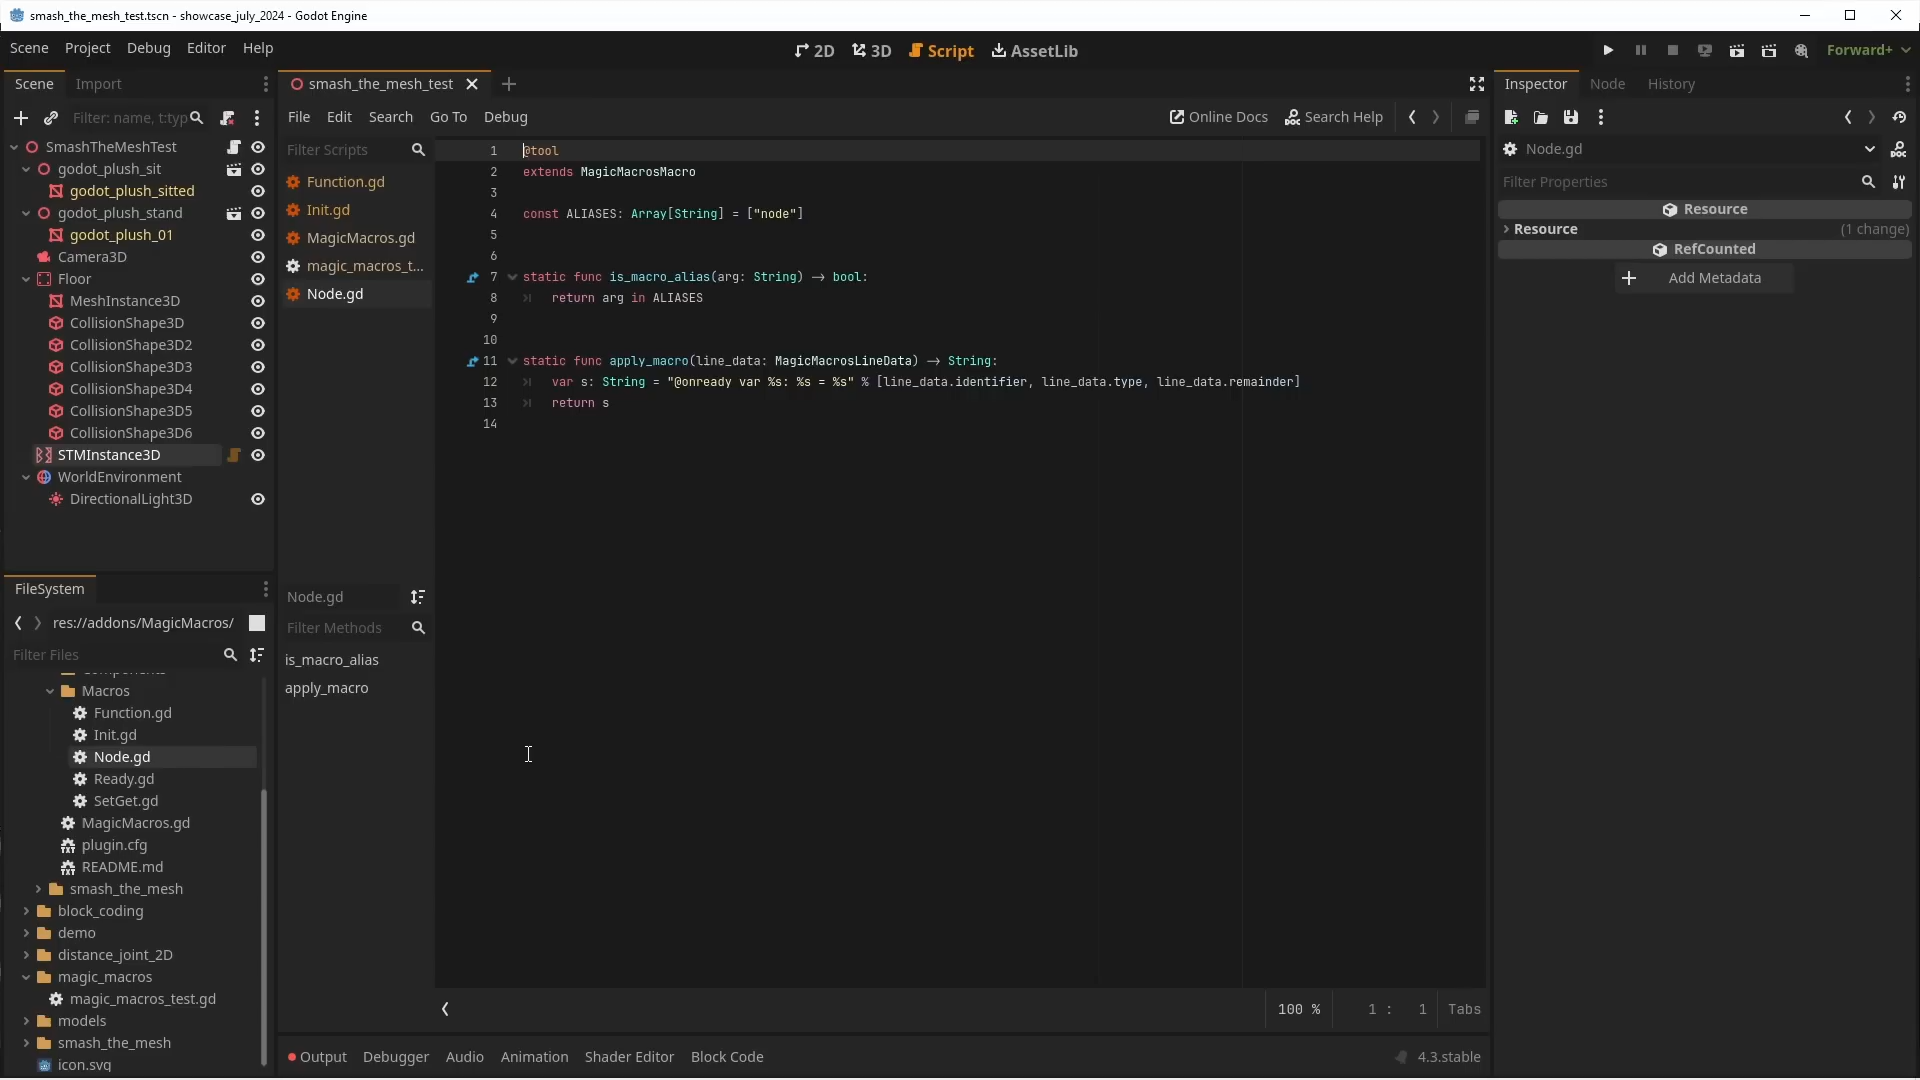 smash_the_mesh_test.tscn - showcase_july_2024 - Godot Engine
Scene Project Debug Editor Help
2D 3D Script AssetLib
Forward+
Scene Import
Filter: name, t:typ
SmashTheMeshTest
godot_plush_sit
godot_plush_sitted
godot_plush_stand
godot_plush_01
Camera3D
Floor
MeshInstance3D
CollisionShape3D
CollisionShape3D2
CollisionShape3D3
CollisionShape3D4
CollisionShape3D5
CollisionShape3D6
STMInstance3D
WorldEnvironment
DirectionalLight3D
FileSystem
res://addons/MagicMacros/
Filter Files
Macros
Function.gd
Init.gd
Node.gd
Ready.gd
SetGet.gd
MagicMacros.gd
plugin.cfg
README.md
smash_the_mesh
block_coding
demo
distance_joint_2D
magic_macros
magic_macros_test.gd
models
smash_the_mesh
icon.svg
smash_the_mesh_test
File Edit Search Go To Debug
Online Docs Search Help
Filter Scripts
Function.gd
Init.gd
MagicMacros.gd
magic_macros_t...
Node.gd
Node.gd
Filter Methods
is_macro_alias
apply_macro
1 @tool
2 extends MagicMacrosMacro
3
4 const ALIASES: Array[String] = ["node"]
5
6
7 static func is_macro_alias(arg: String) -> bool:
8 return arg in ALIASES
9
10
11 static func apply_macro(line_data: MagicMacrosLineData) -> String:
12 var s: String = "@onready var %s: %s = %s" % [line_data.identifier, line_data.type, line_data.remainder]
13 return s
14
100 % 1 : 1 Tabs
Output Debugger Audio Animation Shader Editor Block Code
4.3.stable
Inspector Node History
Node.gd
Filter Properties
Resource
Resource (1 change)
RefCounted
Add Metadata